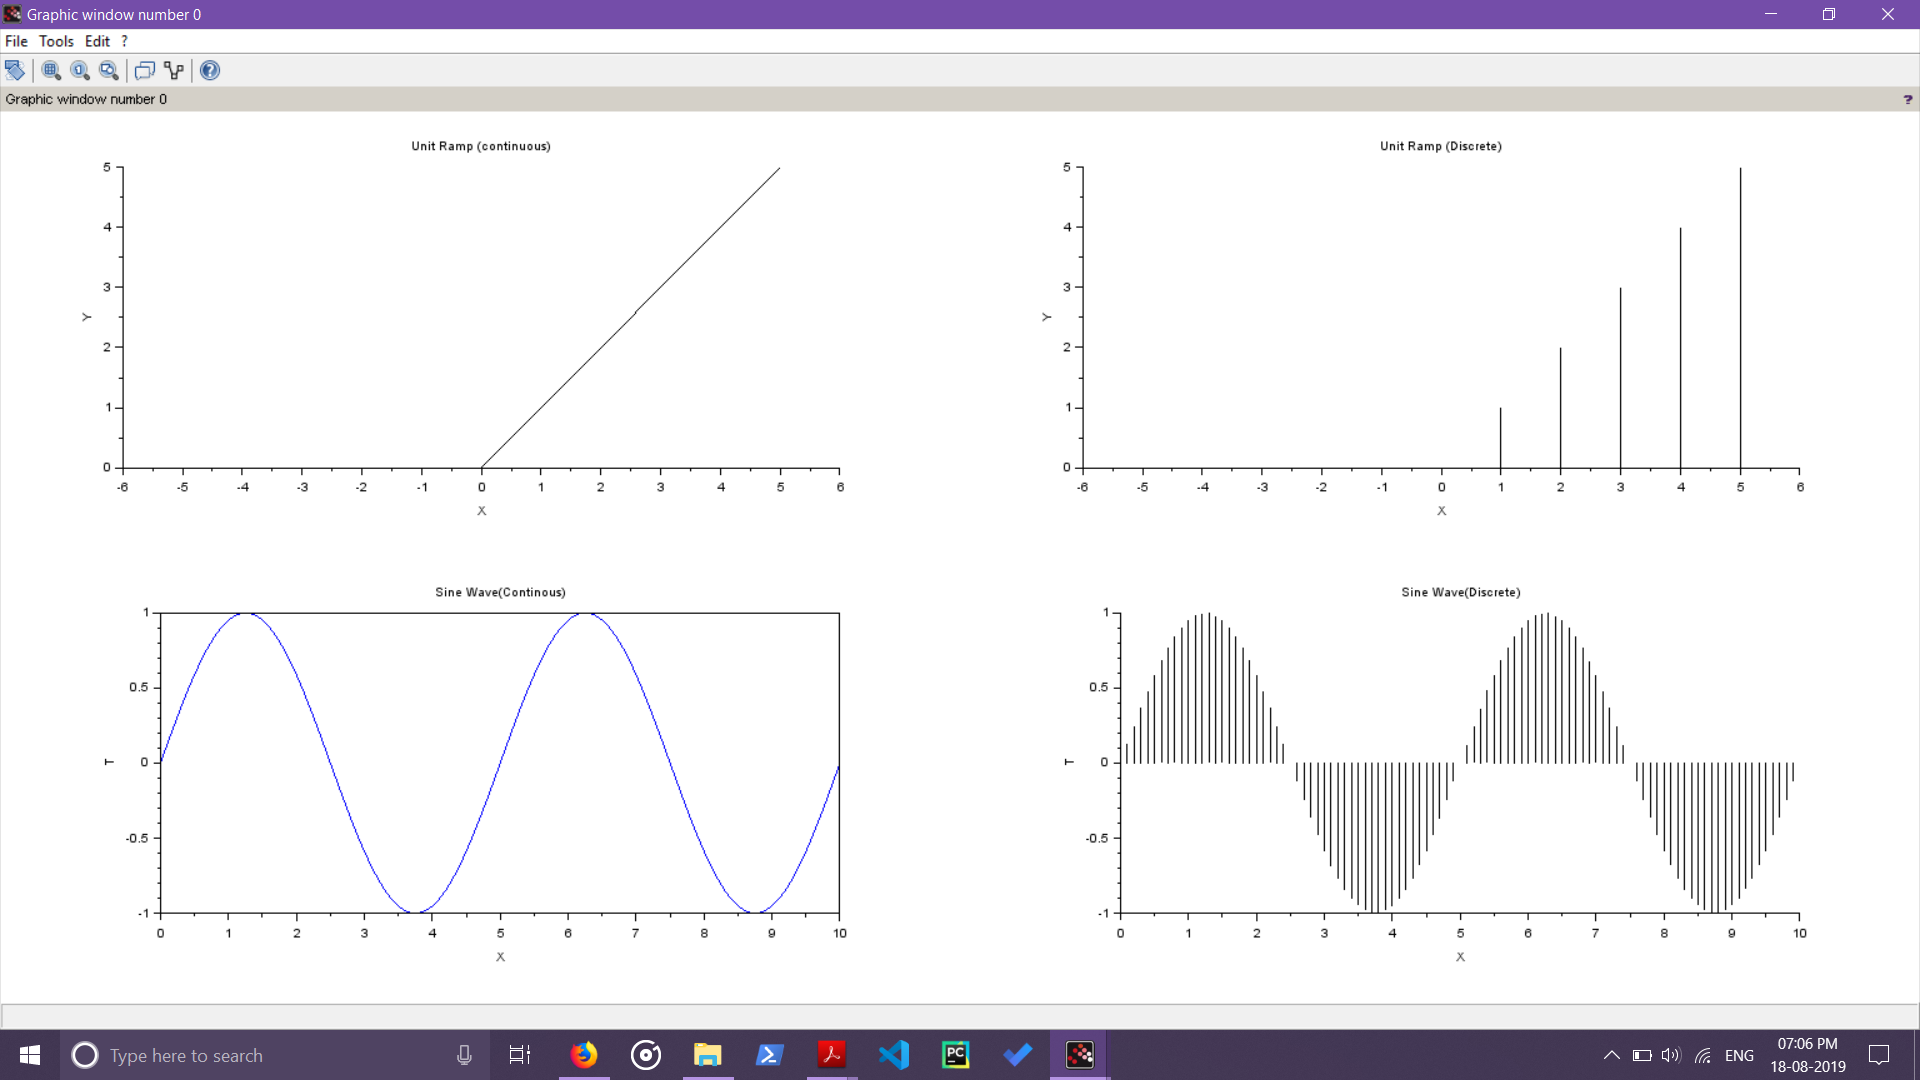 Graphic window number 0
File Tools Edit ?
Graphic window number 0
?
Unit Ramp (continuous)
5
4
3
2
1
0
Y
-6 -5 -4 -3 -2 -1 0 1 2 3 4 5 6
X
Unit Ramp (Discrete)
5
4
3
2
1
0
Y
-6 -5 -4 -3 -2 -1 0 1 2 3 4 5 6
X
Sine Wave(Continous)
1
0.5
0
-0.5
-1
T
0 1 2 3 4 5 6 7 8 9 10
X
Sine Wave(Discrete)
1
0.5
0
-0.5
-1
T
0 1 2 3 4 5 6 7 8 9 10
X
Type here to search
PC
ENG
07:06 PM
18-08-2019